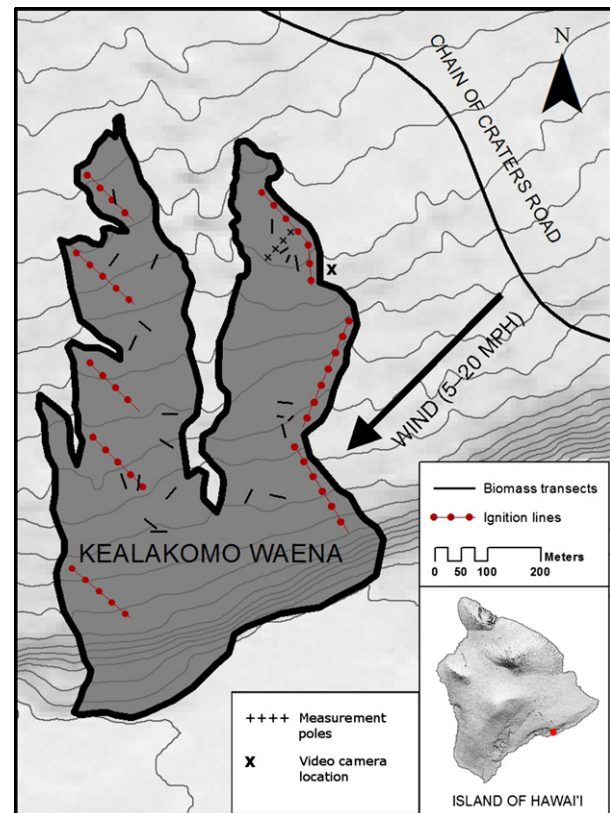 N
CHAIN OF CRATERS ROAD
x
WIND (5–20 MPH)
KEALAKOMO WAENA
Biomass transects
Ignition lines
Meters
0 50 100 200
++++ Measurement
poles
x Video camera
location
ISLAND OF HAWAI'I